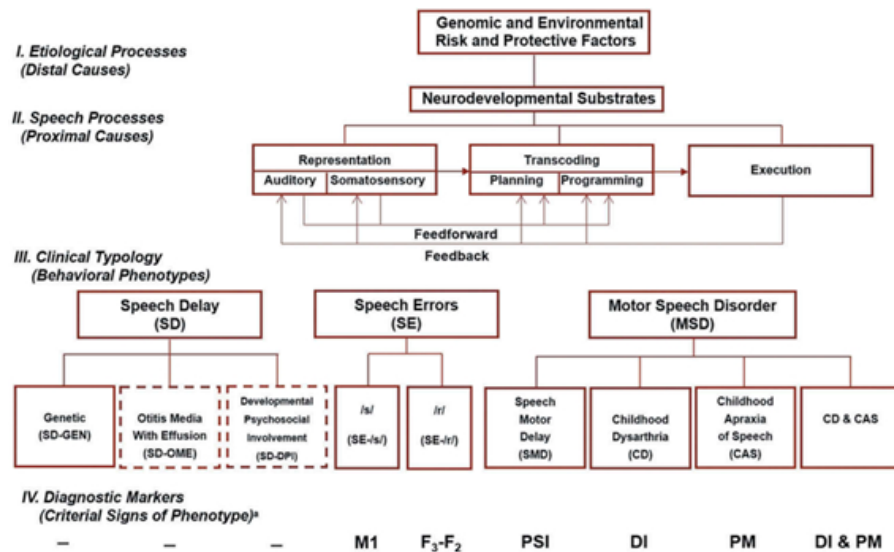 Genomic and Environmental
Risk and Protective Factors
I. Etiological Processes
(Distal Causes)
Neurodevelopmental Substrates
II. Speech Processes
(Proximal Causes)
Representation
Auditory
Somatosensory
Transcoding
Planning
Programming
Execution
Feedforward
Feedback
III. Clinical Typology
(Behavioral Phenotypes)
Speech Delay
(SD)
Speech Errors
(SE)
Motor Speech Disorder
(MSD)
Genetic
(SD-GEN)
Otitis Media
With Effusion
(SD-OME)
Developmental
Psychosocial
Involvement
(SD-DPI)
/s/
(SE-/s/)
/r/
(SE-/r/)
Speech
Motor
Delay
(SMD)
Childhood
Dysarthria
(CD)
Childhood
Apraxia
of Speech
(CAS)
CD & CAS
IV. Diagnostic Markers
(Criterial Signs of Phenotype)ª
– – – M1 F₃-F₂ PSI DI PM DI & PM